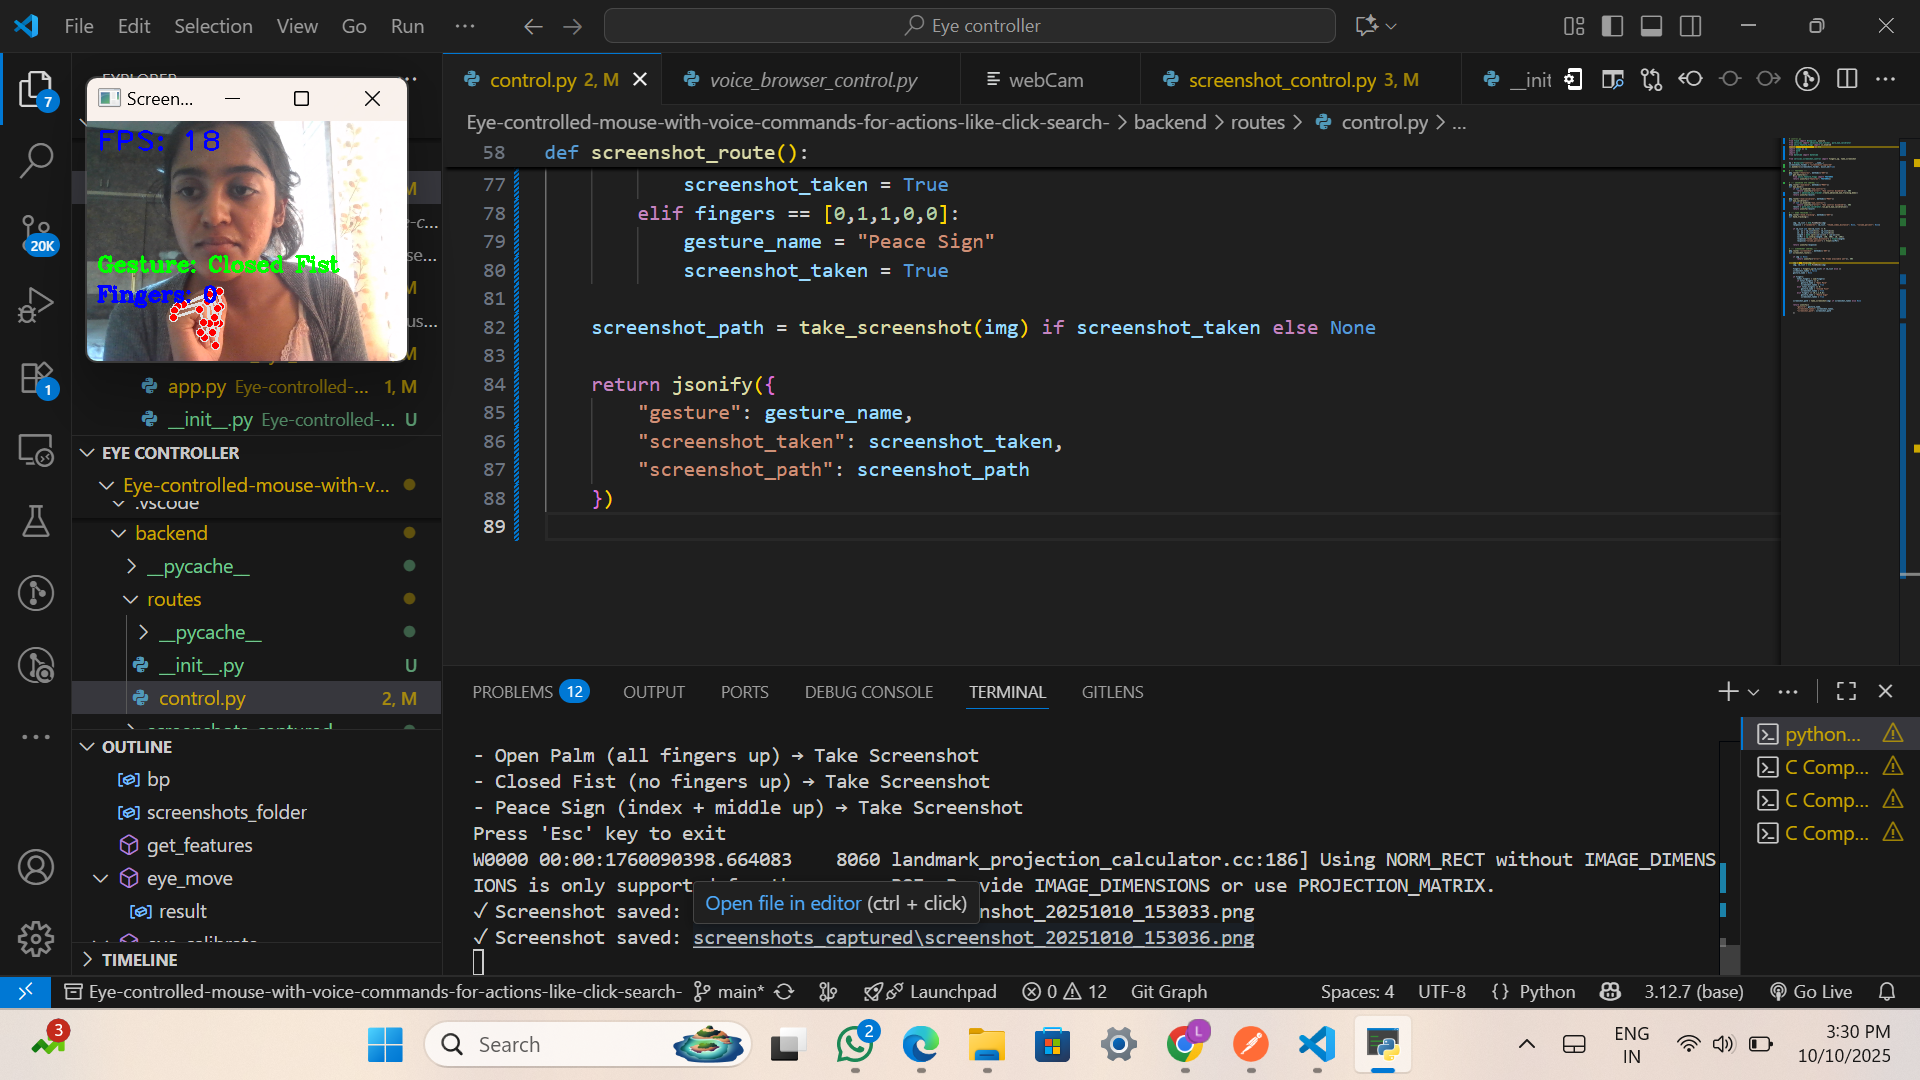 File Edit Selection View Go Run ...
Eye controller
EXPLORER
7
20K
1
Screen...
FPS: 18
Gesture: Closed Fist
Fingers: 0
app.py Eye-controlled-... 1, M
__init__.py Eye-controlled-... U
EYE CONTROLLER
Eye-controlled-mouse-with-v...
.vscode
backend
__pycache__
routes
__pycache__
__init__.py U
control.py 2, M
OUTLINE
bp
screenshots_folder
get_features
eye_move
result
TIMELINE
control.py 2, M voice_browser_control.py webCam screenshot_control.py 3, M __init
Eye-controlled-mouse-with-voice-commands-for-actions-like-click-search- > backend > routes > control.py > ...
58 def screenshot_route():
77 screenshot_taken = True
78 elif fingers == [0,1,1,0,0]:
79 gesture_name = "Peace Sign"
80 screenshot_taken = True
81
82 screenshot_path = take_screenshot(img) if screenshot_taken else None
83
84 return jsonify({
85 "gesture": gesture_name,
86 "screenshot_taken": screenshot_taken,
87 "screenshot_path": screenshot_path
88 })
89
PROBLEMS 12 OUTPUT PORTS DEBUG CONSOLE TERMINAL GITLENS
- Open Palm (all fingers up) → Take Screenshot
- Closed Fist (no fingers up) → Take Screenshot
- Peace Sign (index + middle up) → Take Screenshot
Press 'Esc' key to exit
W0000 00:00:1760090398.664083 8060 landmark_projection_calculator.cc:186] Using NORM_RECT without IMAGE_DIMENS
IONS is only supported IMAGE_DIMENSIONS or use PROJECTION_MATRIX.
Open file in editor (ctrl + click)
✓ Screenshot saved: nshot_20251010_153033.png
✓ Screenshot saved: screenshots_captured\screenshot_20251010_153036.png
python...
C Comp...
C Comp...
C Comp...
Eye-controlled-mouse-with-voice-commands-for-actions-like-click-search- main* Launchpad 0 12 Git Graph Spaces: 4 UTF-8 {} Python 3.12.7 (base) Go Live
3
Search
2
L
ENG
IN
3:30 PM
10/10/2025